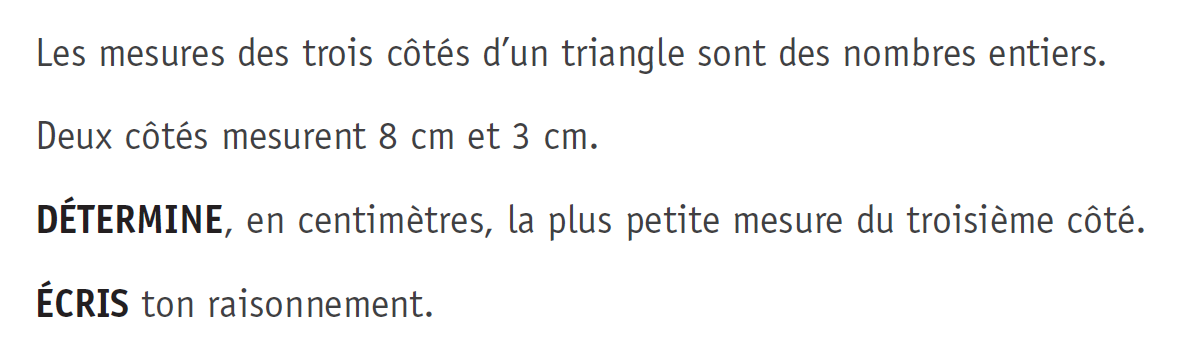 Les mesures des trois côtés d’un triangle sont des nombres entiers.
Deux côtés mesurent 8 cm et 3 cm.
DÉTERMINE, en centimètres, la plus petite mesure du troisième côté.
ÉCRIS ton raisonnement.